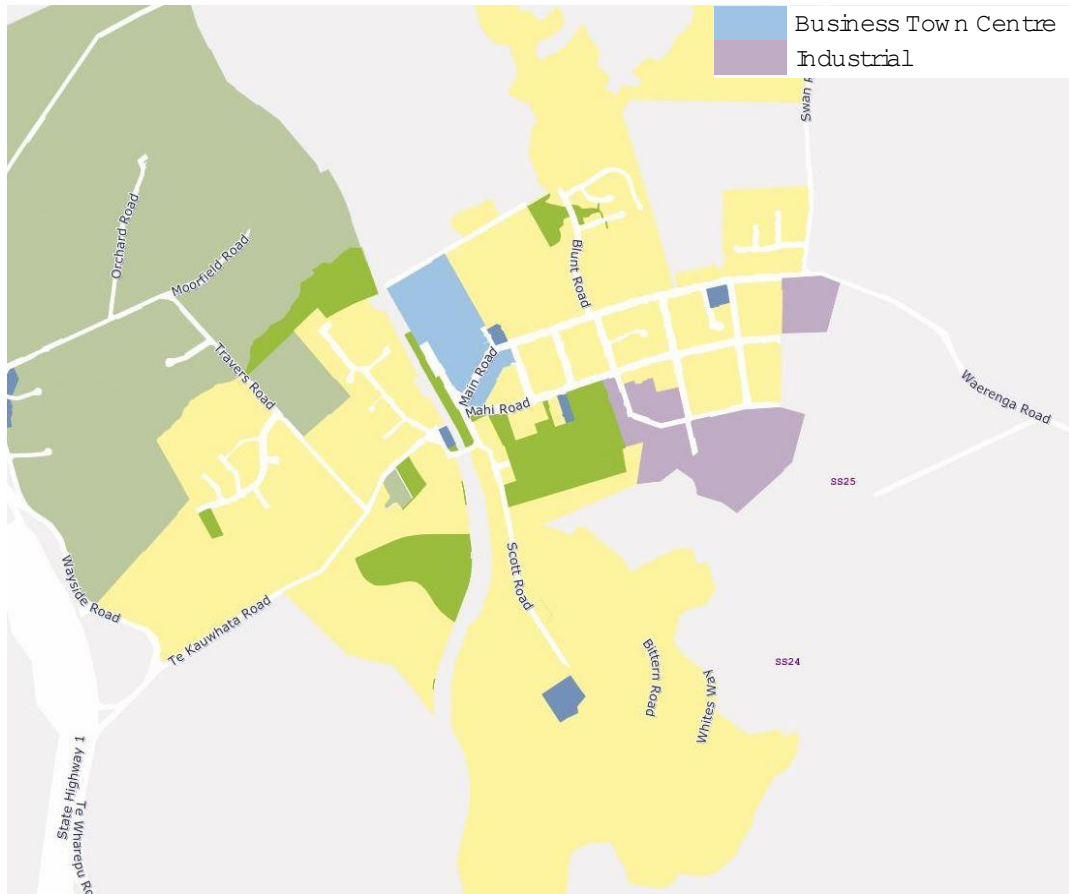 Business Town Centre
Industrial
Swan
Orchard Road
Moorfield Road
Blunt Road
Travers Road
Main Road
Mahi Road
Waerenga Road
SS25
Scott Road
Wayside Road
Te Kauwhata Road
Bittern Road
Whites Way
SS24
State Highway 1
Te Wharepu